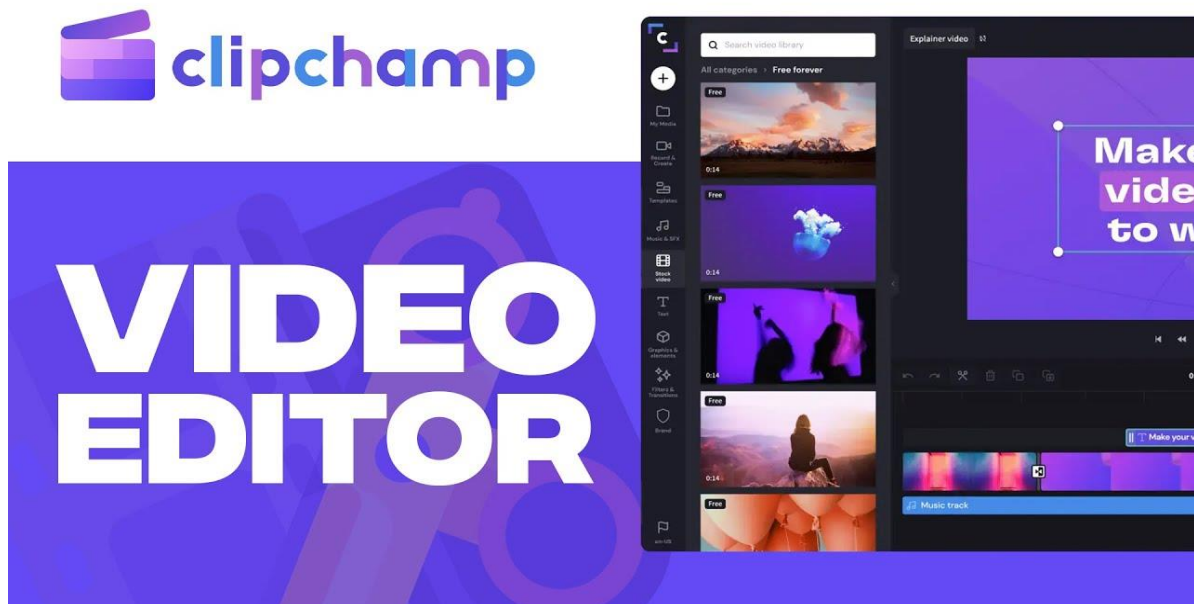 clipchamp
VIDEO
EDITOR
Search video library
All categories > Free forever
Free
0:14
Free
0:14
Free
0:14
Free
0:14
Free
My Media
Record &
Create
Templates
Music & SFX
Stock
video
Text
Graphics &
elements
Filters &
Transitions
Brand
en-US
Explainer video
Make
vide
to w
0
T Make your v
Music track